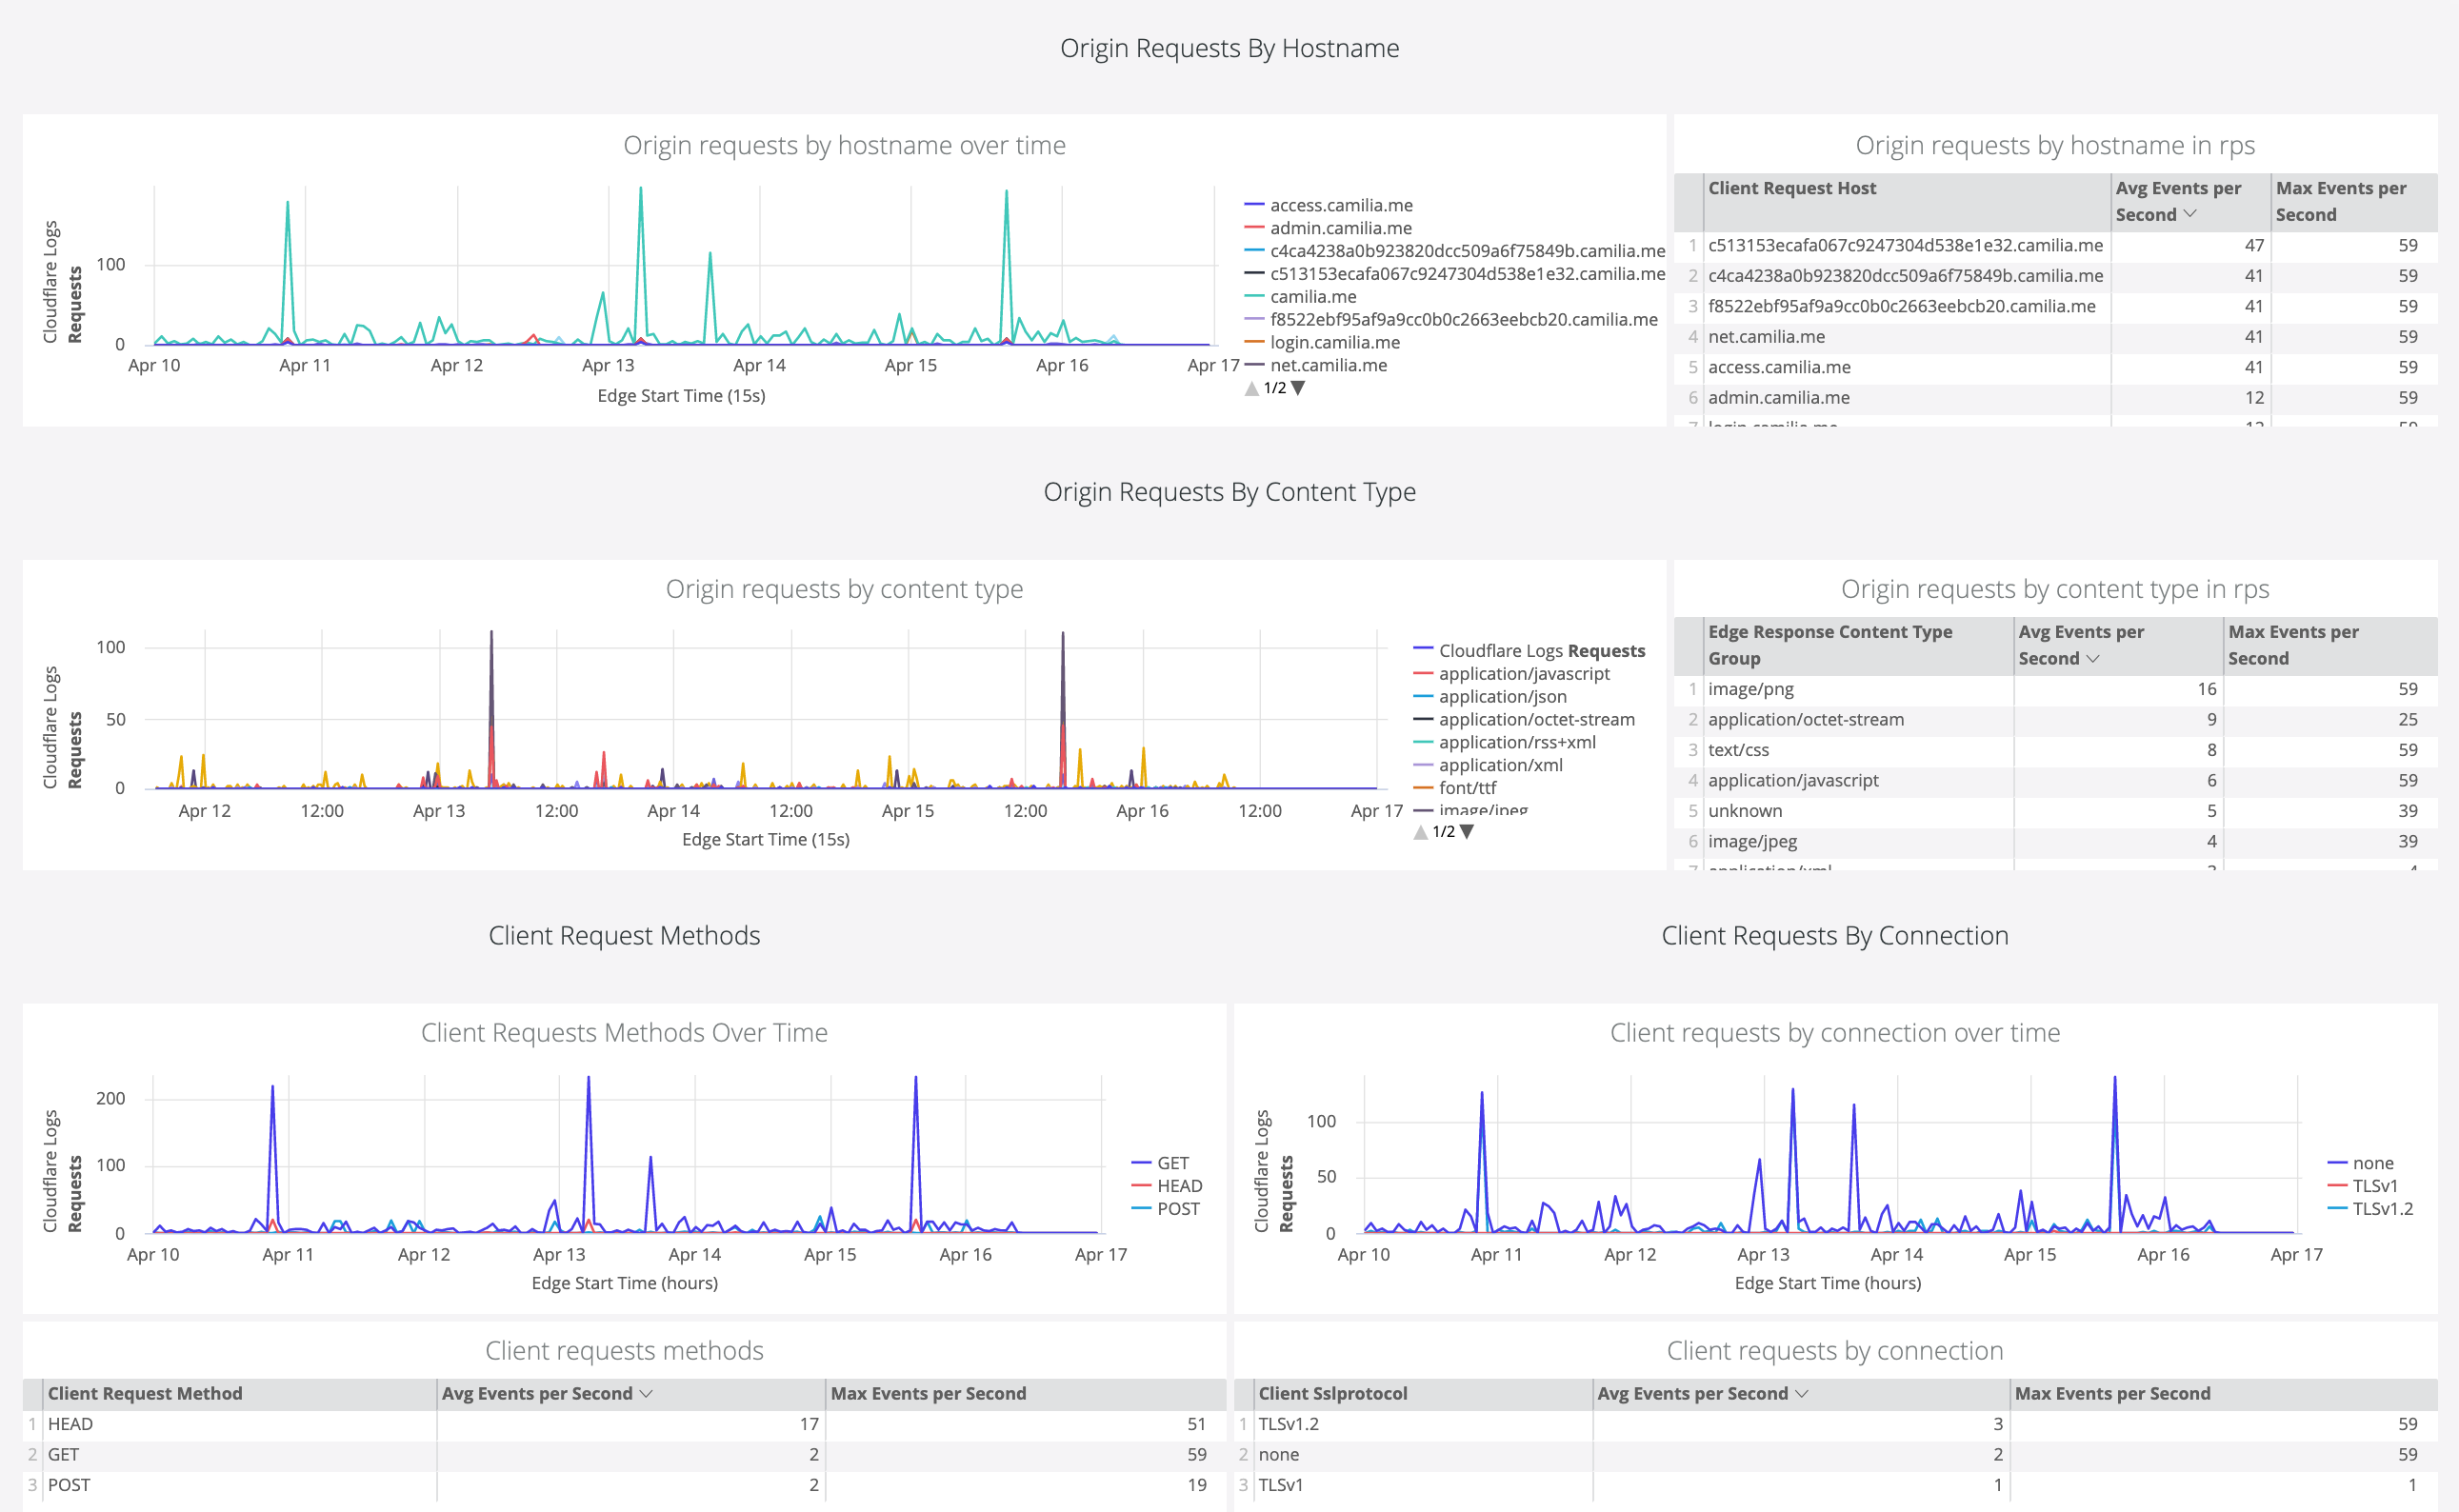 Origin Requests By Hostname
Origin requests by hostname over time
Cloudflare Logs
Requests
100
0
Apr 10
Apr 11
Apr 12
Apr 13
Apr 14
Apr 15
Apr 16
Apr 17
Edge Start Time (15s)
access.camilia.me
admin.camilia.me
c4ca4238a0b923820dcc509a6f75849b.camilia.me
c513153ecafa067c9247304d538e1e32.camilia.me
camilia.me
f8522ebf95af9a9cc0b0c2663eebcb20.camilia.me
login.camilia.me
net.camilia.me
1/2
Origin requests by hostname in rps
Client Request Host Avg Events per Second Max Events per Second
1 c513153ecafa067c9247304d538e1e32.camilia.me 47 59
2 c4ca4238a0b923820dcc509a6f75849b.camilia.me 41 59
3 f8522ebf95af9a9cc0b0c2663eebcb20.camilia.me 41 59
4 net.camilia.me 41 59
5 access.camilia.me 41 59
6 admin.camilia.me 12 59
7 login.camilia.me 12 59
Origin Requests By Content Type
Origin requests by content type
Cloudflare Logs
Requests
100
50
0
Apr 12
12:00
Apr 13
12:00
Apr 14
12:00
Apr 15
12:00
Apr 16
12:00
Apr 17
Edge Start Time (15s)
Cloudflare Logs Requests
application/javascript
application/json
application/octet-stream
application/rss+xml
application/xml
font/ttf
image/jpeg
1/2
Origin requests by content type in rps
Edge Response Content Type Group Avg Events per Second Max Events per Second
1 image/png 16 59
2 application/octet-stream 9 25
3 text/css 8 59
4 application/javascript 6 59
5 unknown 5 39
6 image/jpeg 4 39
7 application/xml 3 4
Client Request Methods
Client Requests Methods Over Time
Cloudflare Logs
Requests
200
100
0
Apr 10
Apr 11
Apr 12
Apr 13
Apr 14
Apr 15
Apr 16
Apr 17
Edge Start Time (hours)
GET
HEAD
POST
Client Requests By Connection
Client requests by connection over time
Cloudflare Logs
Requests
100
50
0
Apr 10
Apr 11
Apr 12
Apr 13
Apr 14
Apr 15
Apr 16
Apr 17
Edge Start Time (hours)
none
TLSv1
TLSv1.2
Client requests methods
Client Request Method Avg Events per Second Max Events per Second
1 HEAD 17 51
2 GET 2 59
3 POST 2 19
Client requests by connection
Client Sslprotocol Avg Events per Second Max Events per Second
1 TLSv1.2 3 59
2 none 2 59
3 TLSv1 1 1